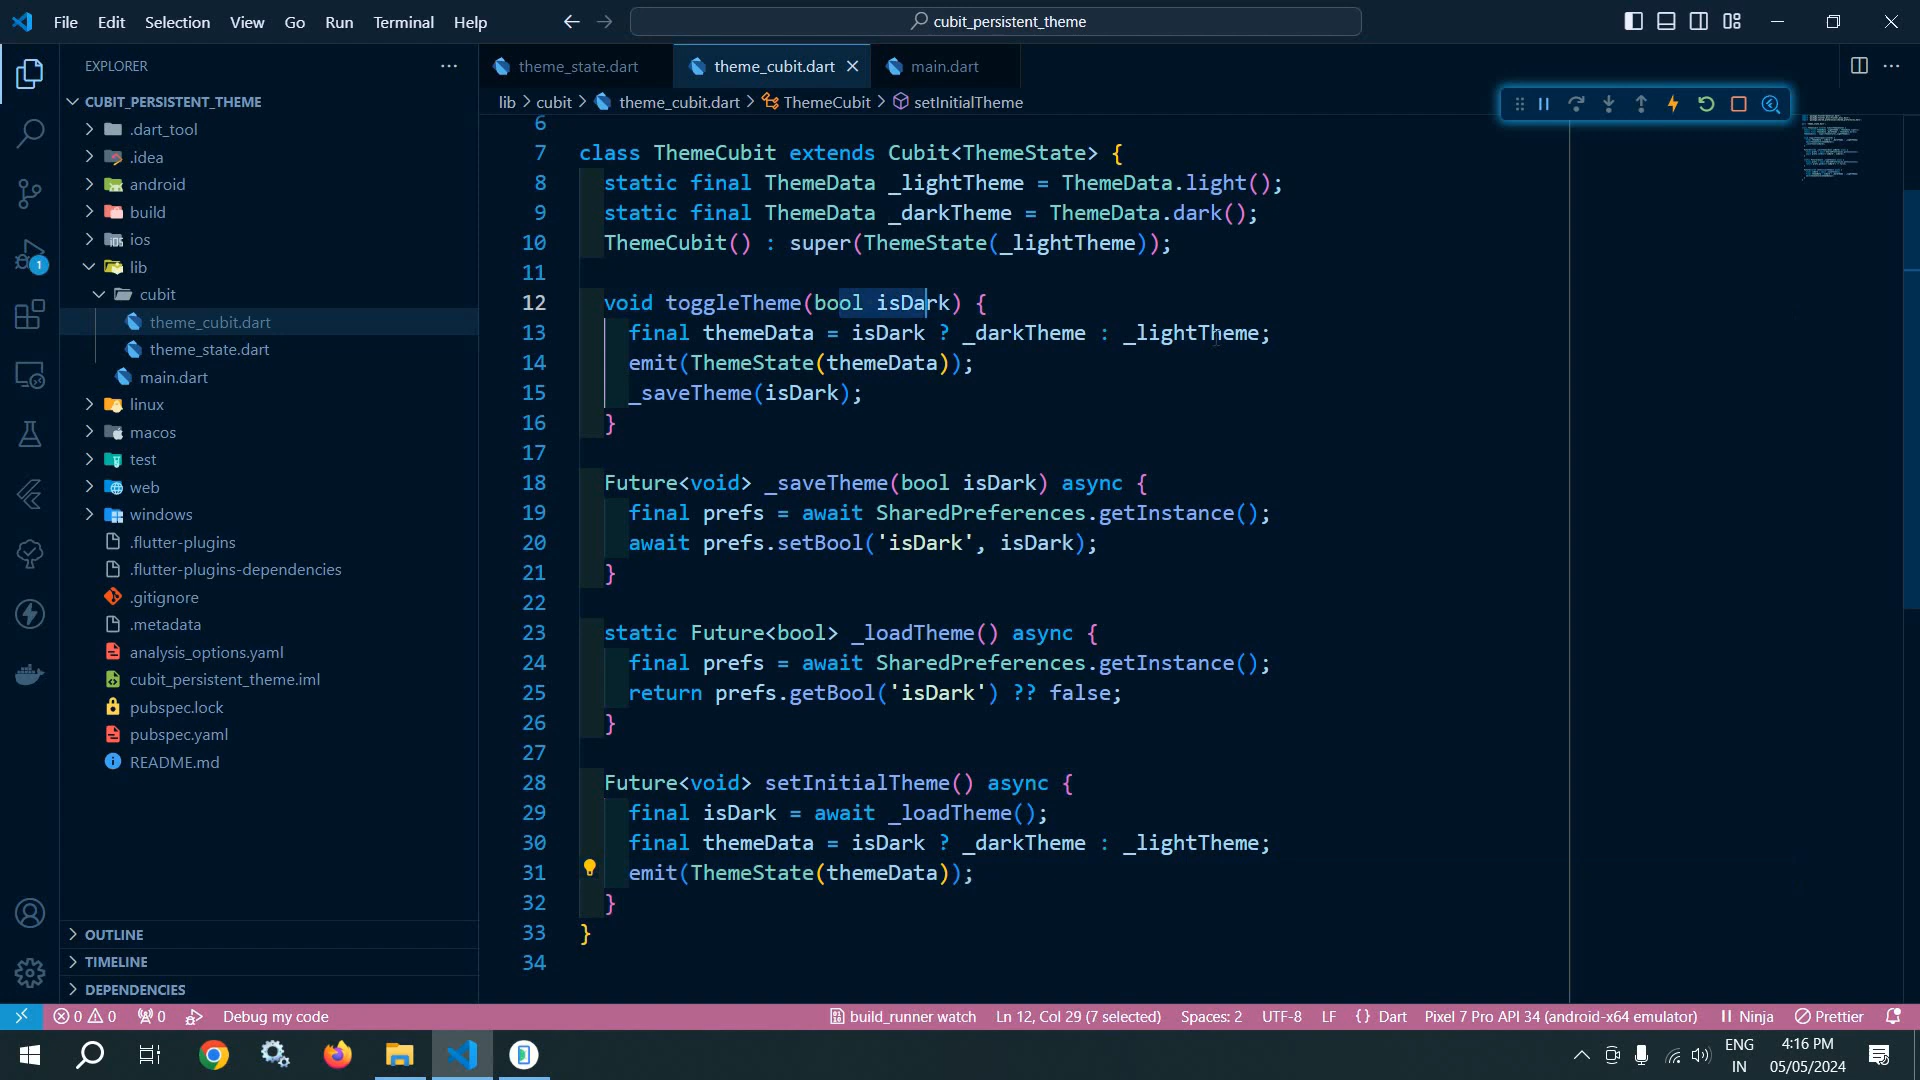 File Edit Selection View Go Run Terminal Help
cubit_persistent_theme
EXPLORER
CUBIT_PERSISTENT_THEME
.dart_tool
.idea
android
build
ios
lib
cubit
theme_cubit.dart
theme_state.dart
main.dart
linux
macos
test
web
windows
.flutter-plugins
.flutter-plugins-dependencies
.gitignore
.metadata
analysis_options.yaml
cubit_persistent_theme.iml
pubspec.lock
pubspec.yaml
README.md
OUTLINE
TIMELINE
DEPENDENCIES
1
theme_state.dart theme_cubit.dart main.dart
lib > cubit > theme_cubit.dart > ThemeCubit > setInitialTheme
6
7 class ThemeCubit extends Cubit<ThemeState> {
8 static final ThemeData _lightTheme = ThemeData.light();
9 static final ThemeData _darkTheme = ThemeData.dark();
10 ThemeCubit() : super(ThemeState(_lightTheme));
11
12 void toggleTheme(bool isDark) {
13 final themeData = isDark ? _darkTheme : _lightTheme;
14 emit(ThemeState(themeData));
15 _saveTheme(isDark);
16 }
17
18 Future<void> _saveTheme(bool isDark) async {
19 final prefs = await SharedPreferences.getInstance();
20 await prefs.setBool('isDark', isDark);
21 }
22
23 static Future<bool> _loadTheme() async {
24 final prefs = await SharedPreferences.getInstance();
25 return prefs.getBool('isDark') ?? false;
26 }
27
28 Future<void> setInitialTheme() async {
29 final isDark = await _loadTheme();
30 final themeData = isDark ? _darkTheme : _lightTheme;
31 emit(ThemeState(themeData));
32 }
33 }
34
0 0 0 Debug my code build_runner watch Ln 12, Col 29 (7 selected) Spaces: 2 UTF-8 LF {} Dart Pixel 7 Pro API 34 (android-x64 emulator) Ninja Prettier
ENG
IN
4:16 PM
05/05/2024